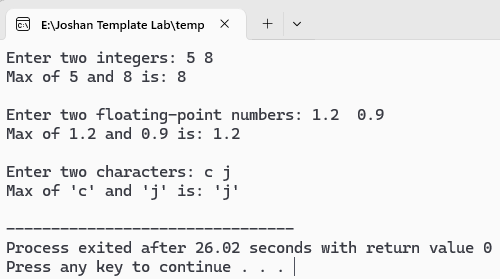 E:\Joshan Template Lab\temp
Enter two integers: 5 8
Max of 5 and 8 is: 8
Enter two floating-point numbers: 1.2  0.9
Max of 1.2 and 0.9 is: 1.2
Enter two characters: c j
Max of 'c' and 'j' is: 'j'
--------------------------------
Process exited after 26.02 seconds with return value 0
Press any key to continue . . .